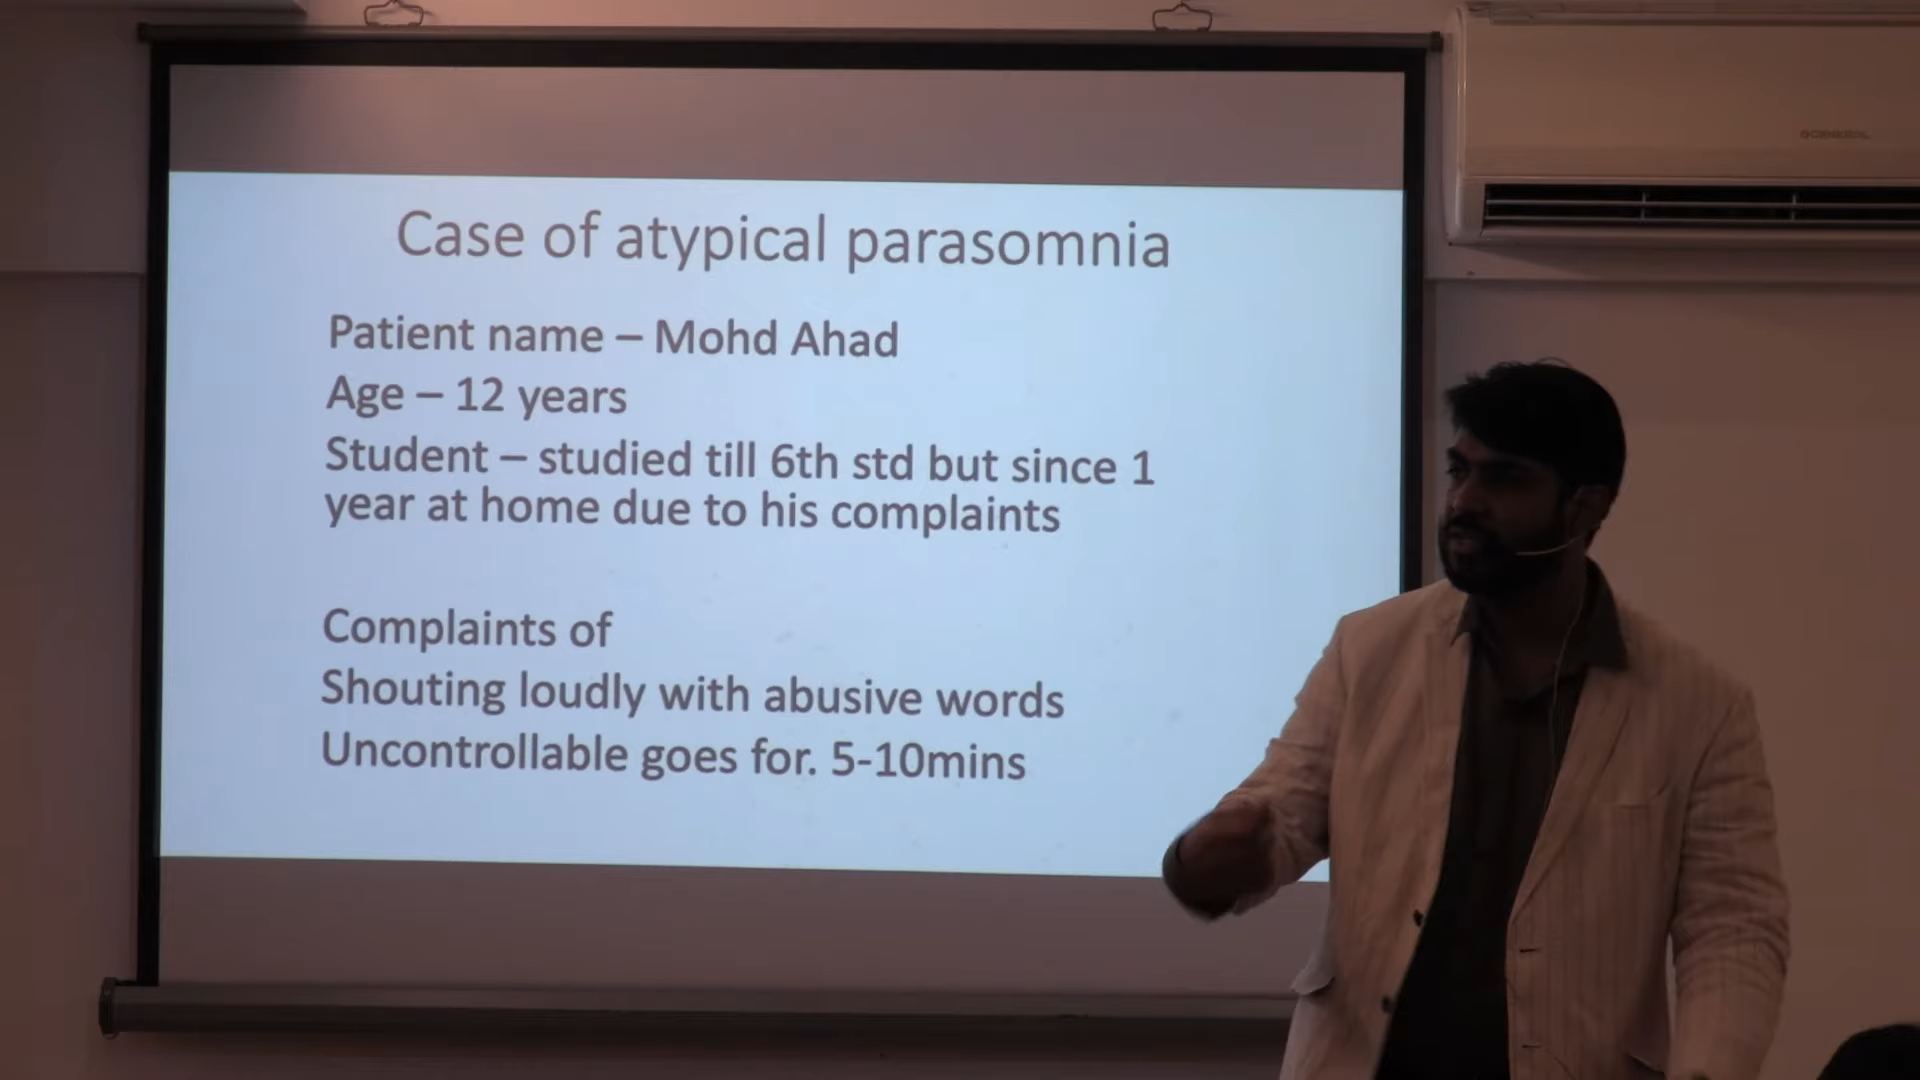 Case of atypical parasomnia
Patient name – Mohd Ahad
Age – 12 years
Student – studied till 6th std but since 1
year at home due to his complaints
Complaints of
Shouting loudly with abusive words
Uncontrollable goes for. 5-10mins
GENERAL